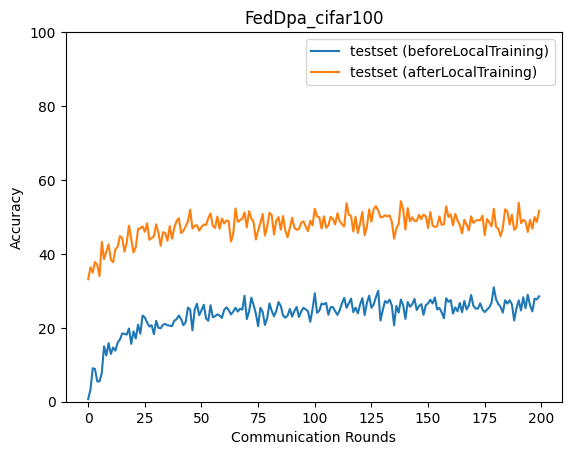 FedDpa_cifar100
testset (beforeLocalTraining)
testset (afterLocalTraining)
100
80
60
40
20
0
Accuracy
0 25 50 75 100 125 150 175 200
Communication Rounds